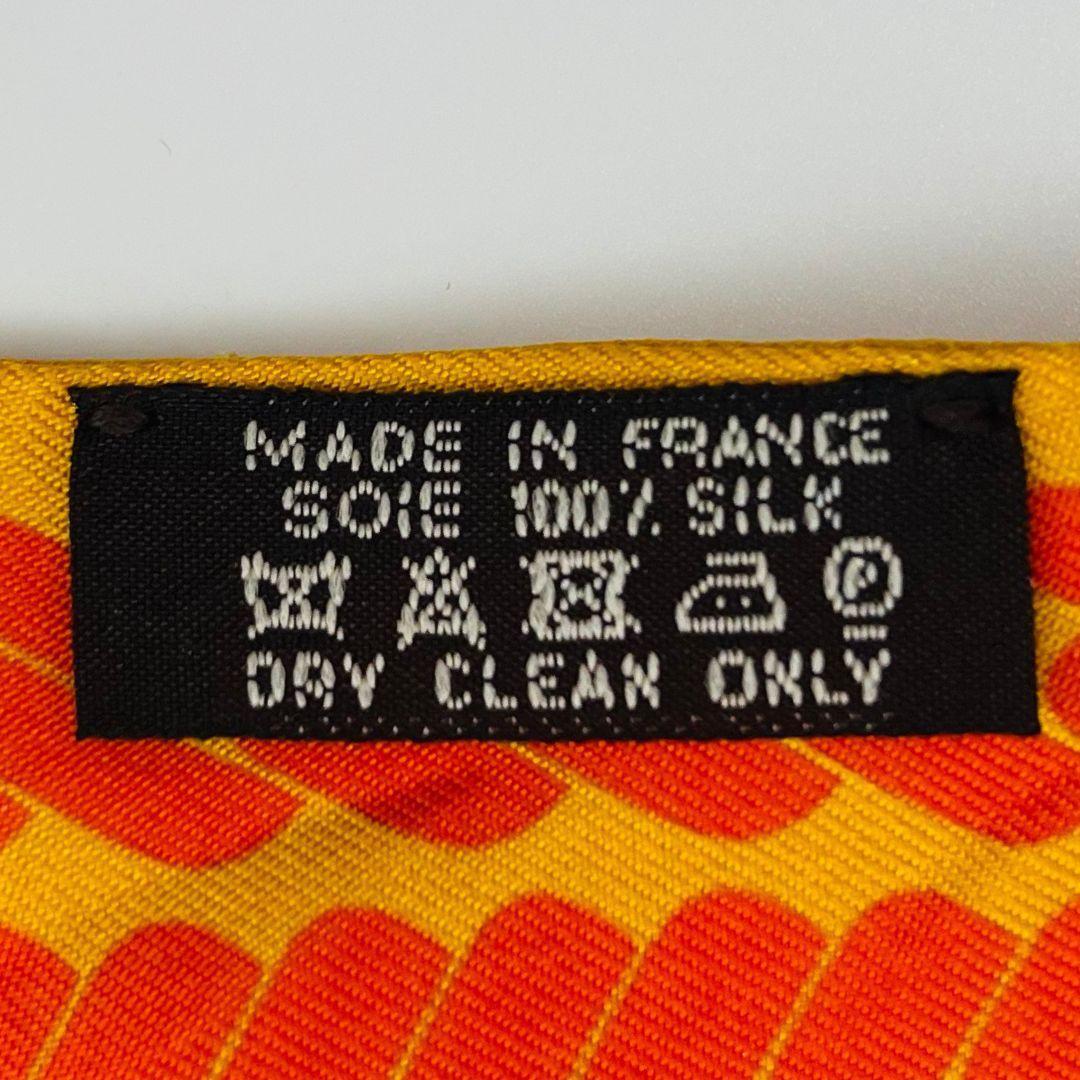 MADE IN FRANCE
SOIE 100% SILK
P
DRY CLEAN ONLY